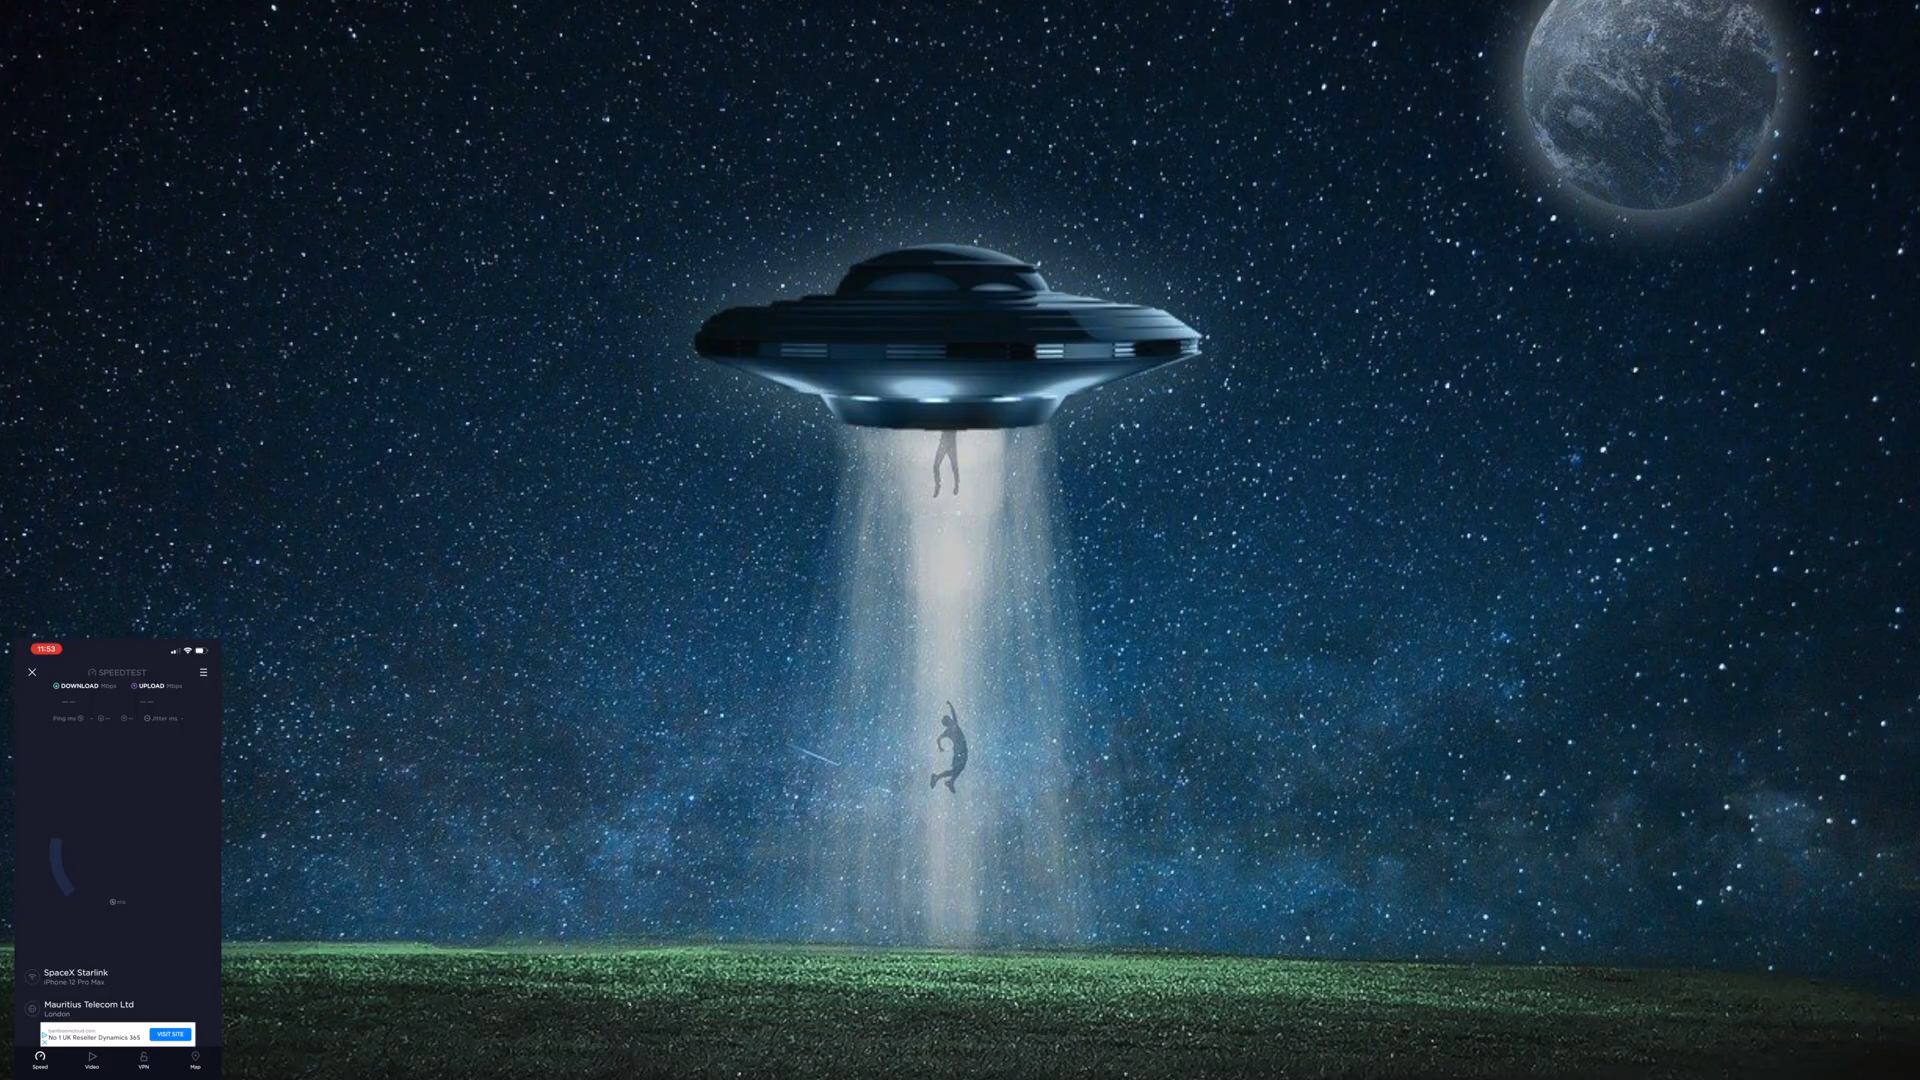 11:53
SPEEDTEST
DOWNLOAD Mbps UPLOAD Mbps
Ping ms Jitter ms
ms
SpaceX Starlink
iPhone 12 Pro Max
Mauritius Telecom Ltd
London
No 1 UK Reseller Dynamics 365
VISIT SITE
Speed Video VPN Map